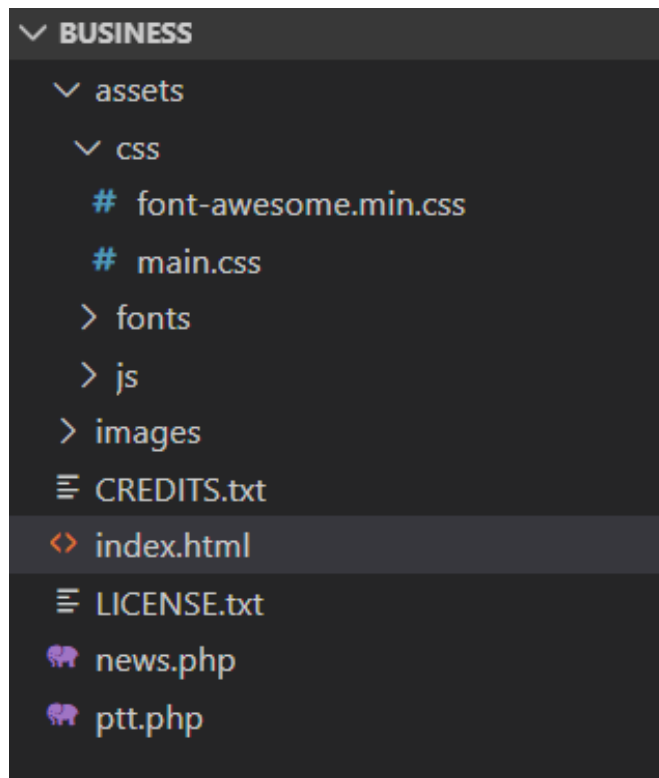 BUSINESS
assets
css
# font-awesome.min.css
# main.css
fonts
js
images
CREDITS.txt
<> index.html
LICENSE.txt
news.php
ptt.php